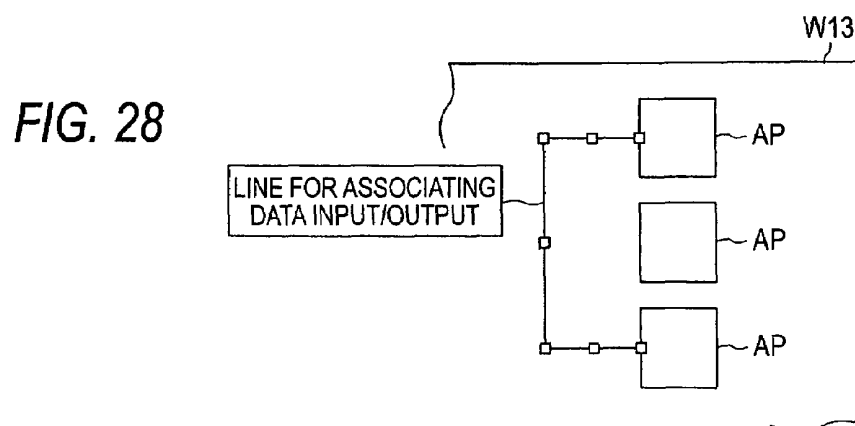 W13
FIG. 28
AP
LINE FOR ASSOCIATING
DATA INPUT/OUTPUT
AP
AP